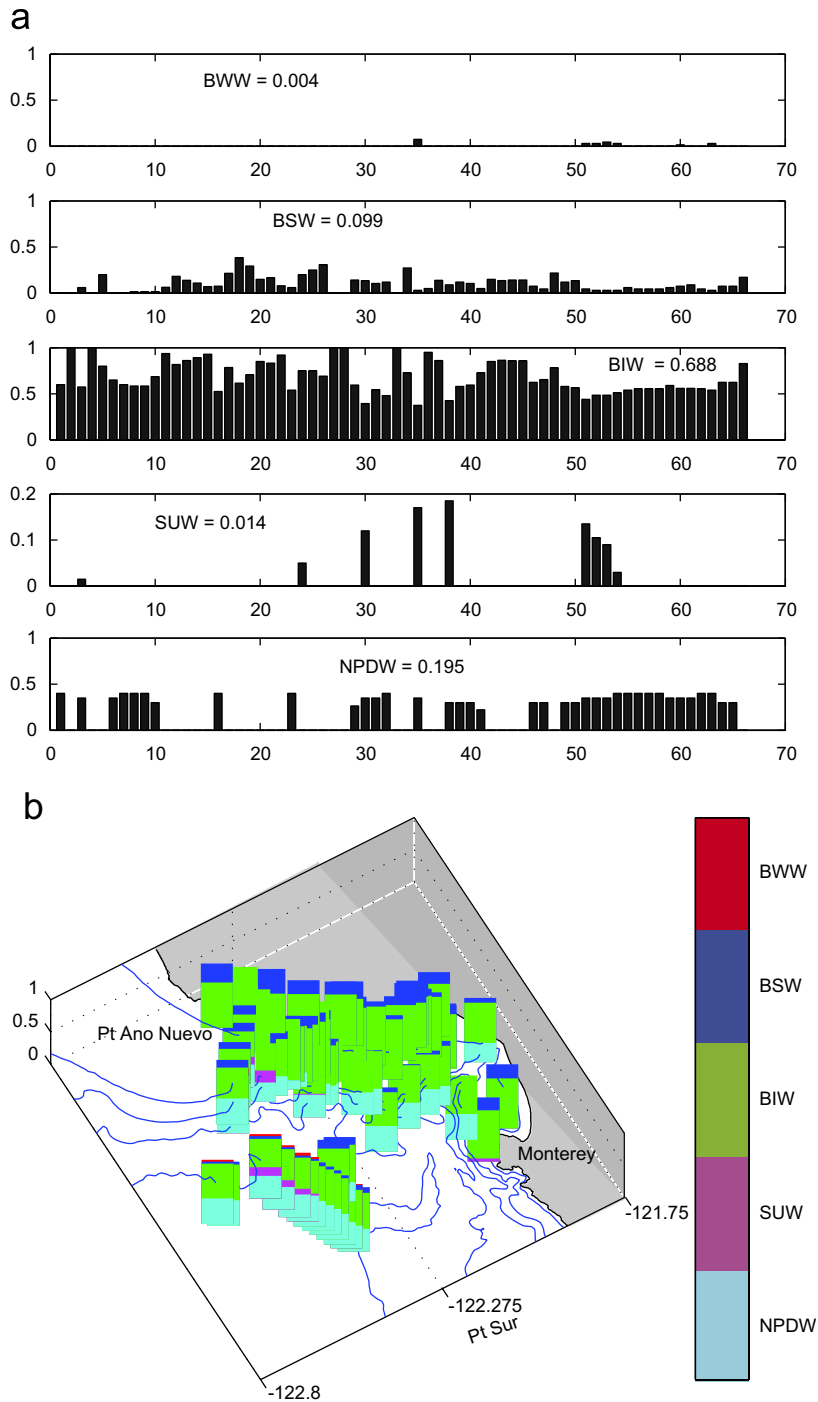 a
1
0.5
0
BWW = 0.004
0 10 20 30 40 50 60 70
1
0.5
0
BSW = 0.099
0 10 20 30 40 50 60 70
1
0.5
0
BIW = 0.688
0 10 20 30 40 50 60 70
0.2
0.1
0
SUW = 0.014
0 10 20 30 40 50 60 70
1
0.5
0
NPDW = 0.195
0 10 20 30 40 50 60 70
b
1
0.5
0
Pt Ano Nuevo
Monterey
-121.75
-122.275
Pt Sur
-122.8
BWW
BSW
BIW
SUW
NPDW